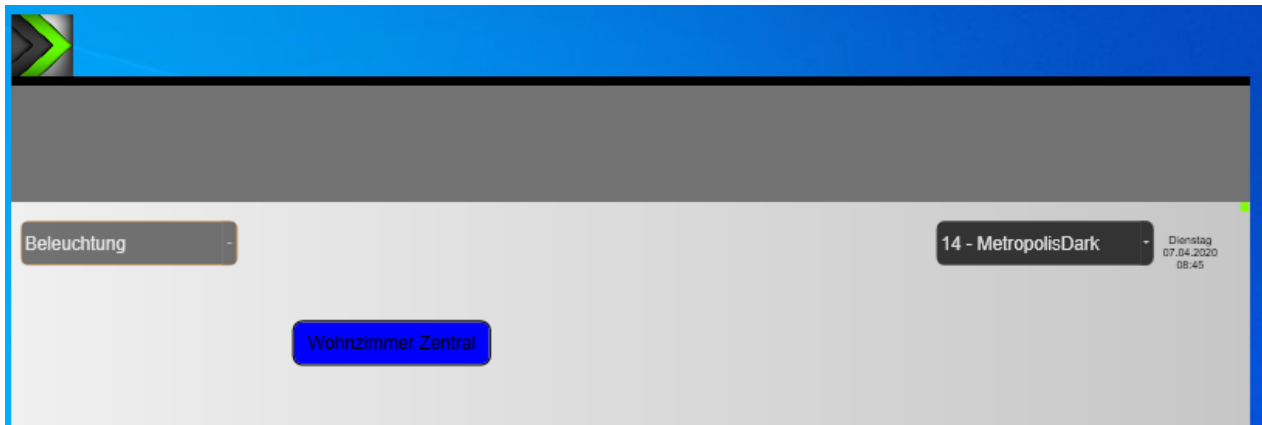 Beleuchtung
14 - MetropolisDark
Dienstag
07.04.2020
08:45
Wohnzimmer Zentral